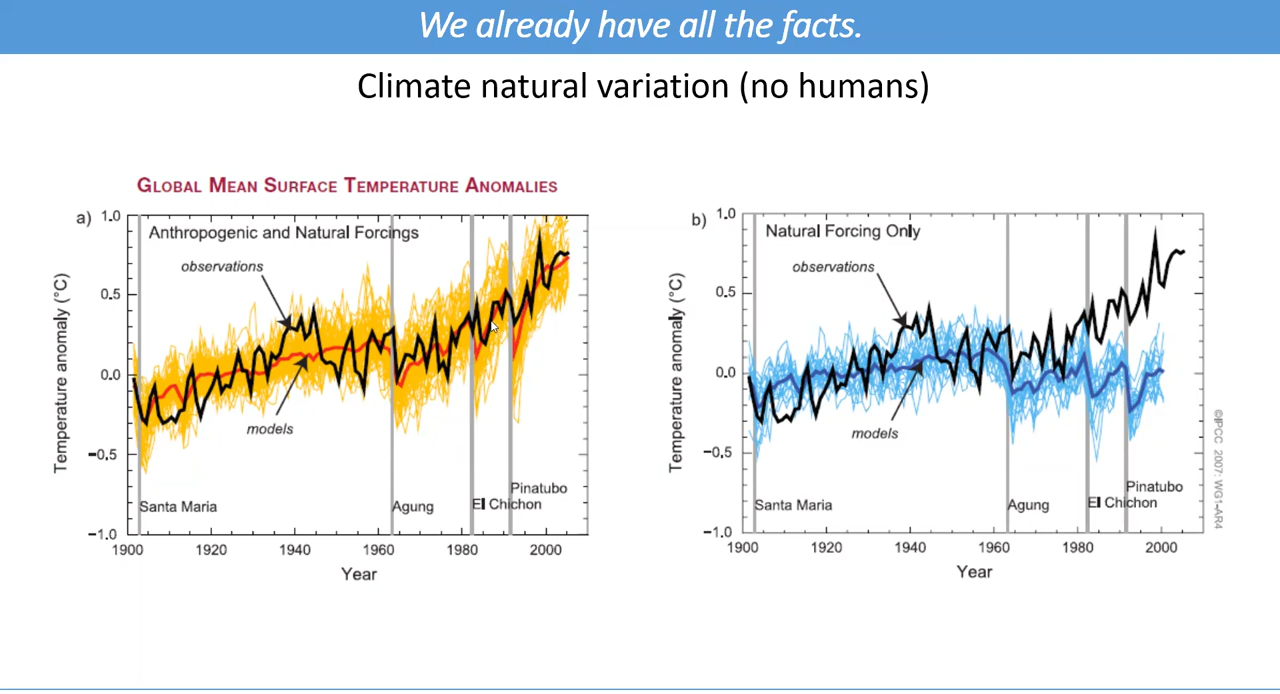 We already have all the facts.
Climate natural variation (no humans)
GLOBAL MEAN SURFACE TEMPERATURE ANOMALIES
a)
1.0
0.5
0.0
−0.5
−1.0
Temperature anomaly (°C)
Anthropogenic and Natural Forcings
observations
models
Santa Maria
Agung
El Chichon
Pinatubo
1900 1920 1940 1960 1980 2000
Year
b)
1.0
0.5
0.0
−0.5
−1.0
Temperature anomaly (°C)
Natural Forcing Only
observations
models
Santa Maria
Agung
El Chichon
Pinatubo
1900 1920 1940 1960 1980 2000
Year
©IPCC 2007: WG1-AR4